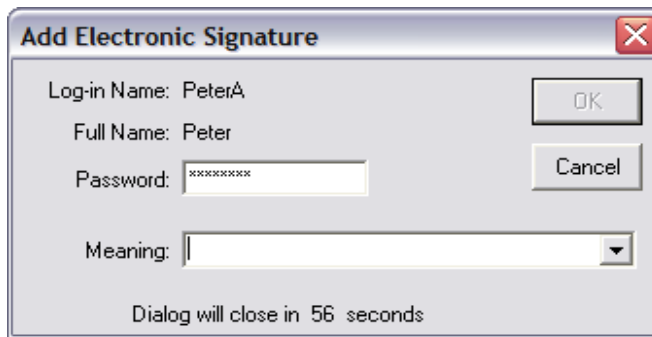 Add Electronic Signature
Log-in Name: PeterA
OK
Full Name: Peter
Password: ********
Cancel
Meaning:
Dialog will close in 56 seconds